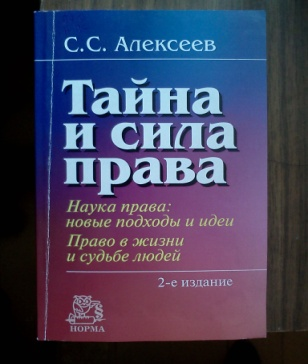 С.С. Алексеев
Тайна
и сила
права
Наука права:
новые подходы и идеи
Право в жизни
и судьбе людей
2-е издание
НОРМА